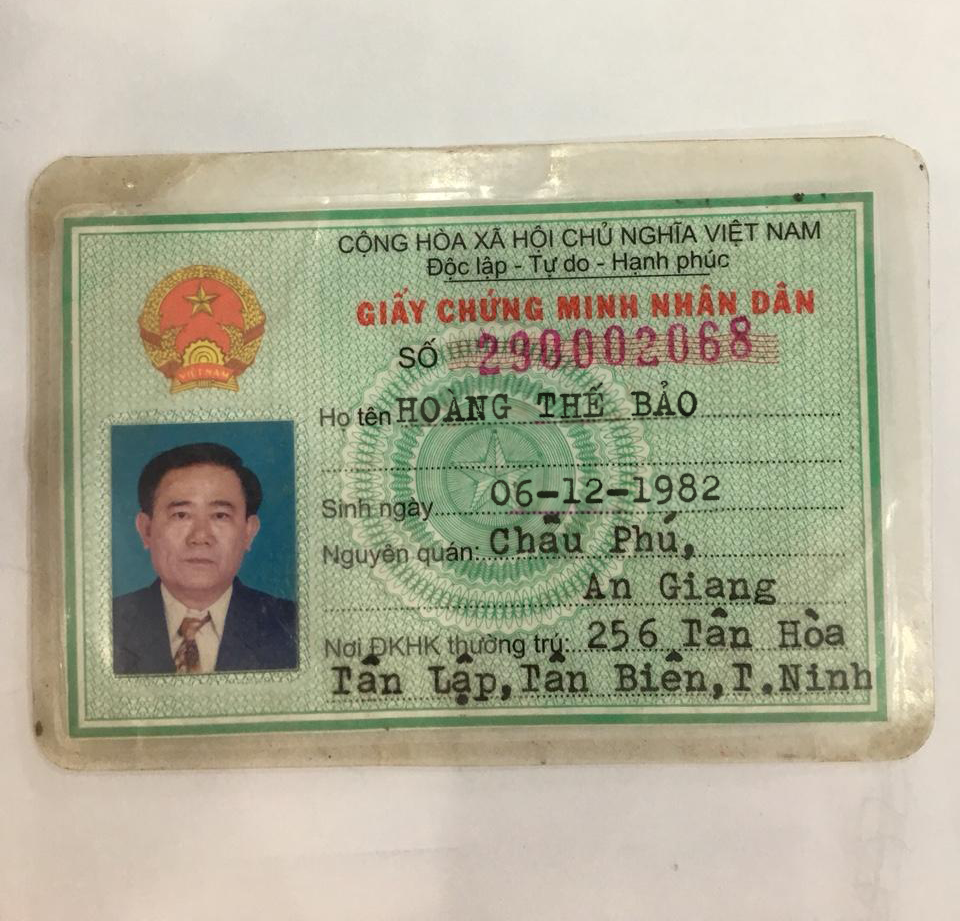 CỘNG HÒA XÃ HỘI CHỦ NGHĨA VIỆT NAM
Độc lập - Tự do - Hạnh phúc
GIẤY CHỨNG MINH NHÂN DÂN
SỐ 290002068
VIỆT NAM
Họ tên HOÀNG THẾ BẢO
Sinh ngày 06-12-1982
Nguyên quán: Châu Phú,
An Giang
Nơi ĐKHK thường trú: 256 Tân Hòa
Tân Lập, Tân Biên, T.Ninh